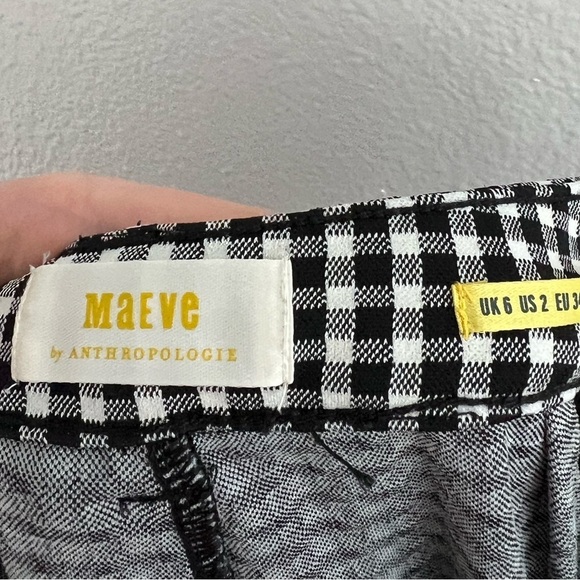 MaEVe
by ANTHROPOLOGIE
UK 6 US 2 EU 34